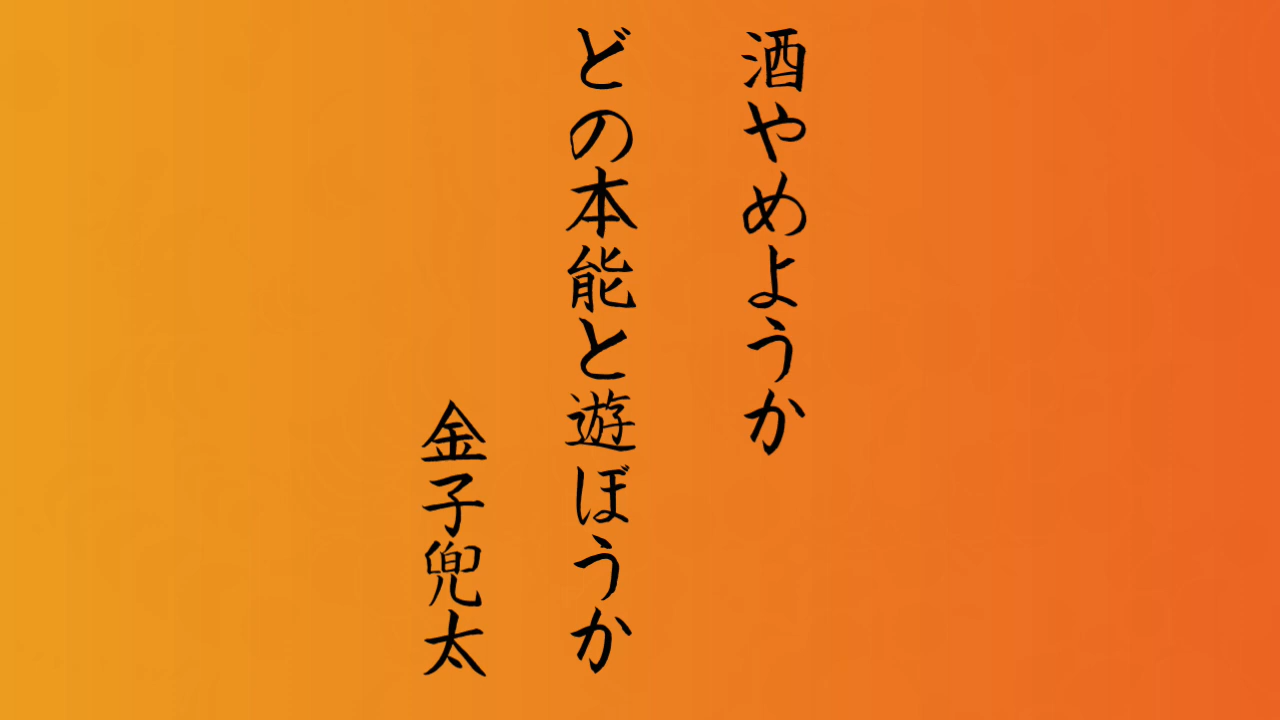 酒やめようか
どの本能と遊ぼうか
金子兜太